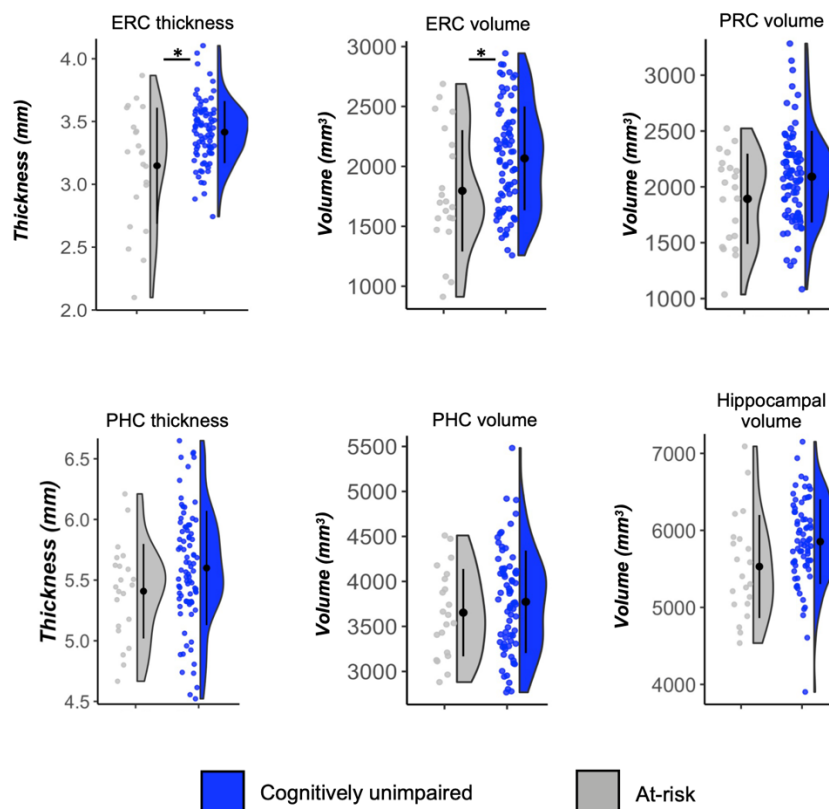 ERC thickness
ERC volume
PRC volume
*
*
Thickness (mm)
4.0
3.5
3.0
2.5
2.0
Volume (mm³)
3000
2500
2000
1500
1000
Volume (mm³)
3000
2500
2000
1500
1000
PHC thickness
PHC volume
Hippocampal
volume
Thickness (mm)
6.5
6.0
5.5
5.0
4.5
Volume (mm³)
5500
5000
4500
4000
3500
3000
Volume (mm³)
7000
6000
5000
4000
Cognitively unimpaired
At-risk